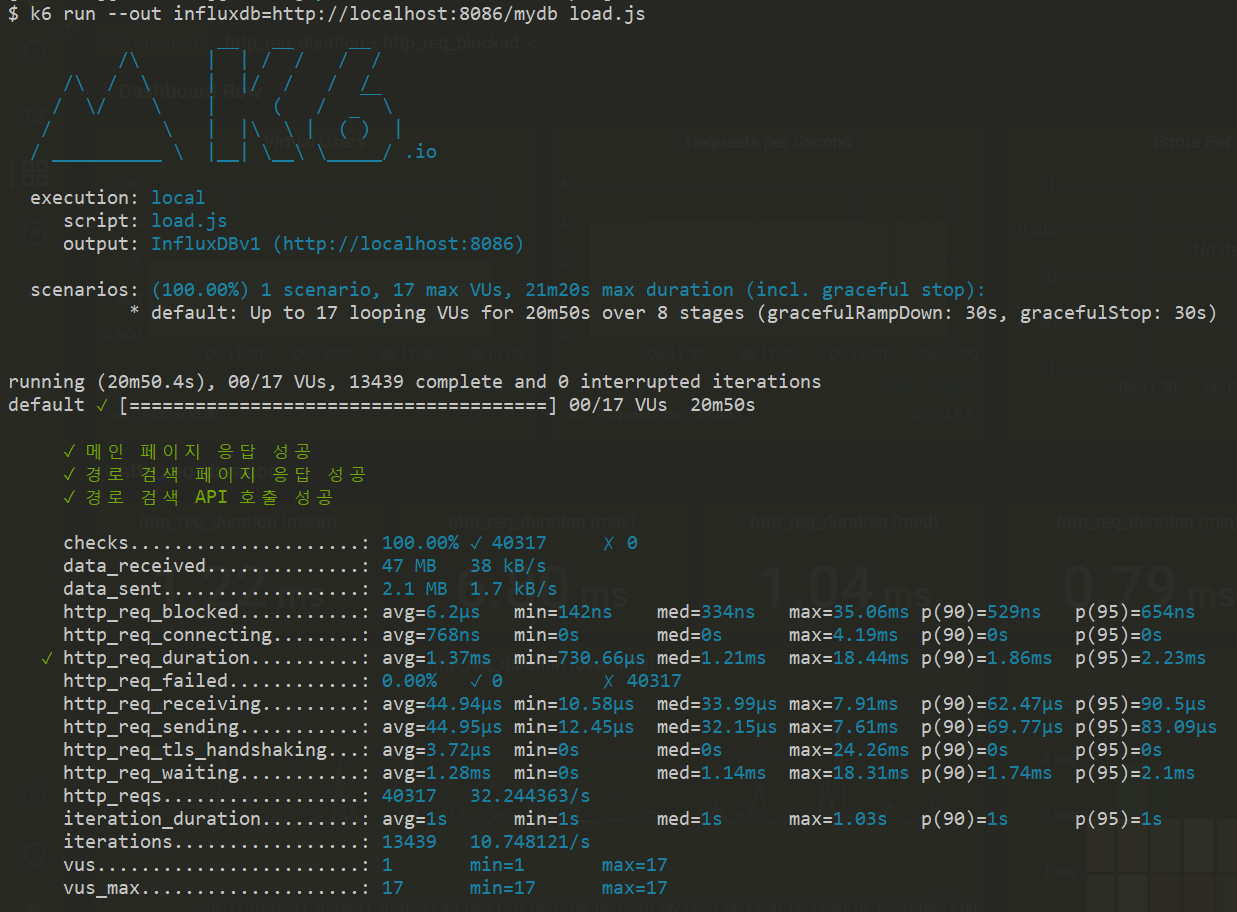 $ k6 run --out influxdb=http://localhost:8086/mydb load.js
.io
execution: local
script: load.js
output: InfluxDBv1 (http://localhost:8086)
scenarios: (100.00%) 1 scenario, 17 max VUs, 21m20s max duration (incl. graceful stop):
* default: Up to 17 looping VUs for 20m50s over 8 stages (gracefulRampDown: 30s, gracefulStop: 30s)
running (20m50.4s), 00/17 VUs, 13439 complete and 0 interrupted iterations
default ✓ [======================================] 00/17 VUs  20m50s
✓ 메인 페이지 응답 성공
✓ 경로 검색 페이지 응답 성공
✓ 경로 검색 API 호출 성공
checks.....................: 100.00% ✓ 40317     ✗ 0
data_received..............: 47 MB   38 kB/s
data_sent..................: 2.1 MB  1.7 kB/s
http_req_blocked...........: avg=6.2µs   min=142ns    med=334ns   max=35.06ms p(90)=529ns   p(95)=654ns
http_req_connecting........: avg=768ns   min=0s       med=0s      max=4.19ms  p(90)=0s      p(95)=0s
✓ http_req_duration..........: avg=1.37ms  min=730.66µs med=1.21ms  max=18.44ms p(90)=1.86ms  p(95)=2.23ms
http_req_failed............: 0.00%   ✓ 0         ✗ 40317
http_req_receiving.........: avg=44.94µs min=10.58µs  med=33.99µs max=7.91ms  p(90)=62.47µs p(95)=90.5µs
http_req_sending...........: avg=44.95µs min=12.45µs  med=32.15µs max=7.61ms  p(90)=69.77µs p(95)=83.09µs
http_req_tls_handshaking...: avg=3.72µs  min=0s       med=0s      max=24.26ms p(90)=0s      p(95)=0s
http_req_waiting...........: avg=1.28ms  min=0s       med=1.14ms  max=18.31ms p(90)=1.74ms  p(95)=2.1ms
http_reqs..................: 40317   32.244363/s
iteration_duration.........: avg=1s      min=1s       med=1s      max=1.03s   p(90)=1s      p(95)=1s
iterations.................: 13439   10.748121/s
vus........................: 1       min=1       max=17
vus_max....................: 17      min=17      max=17